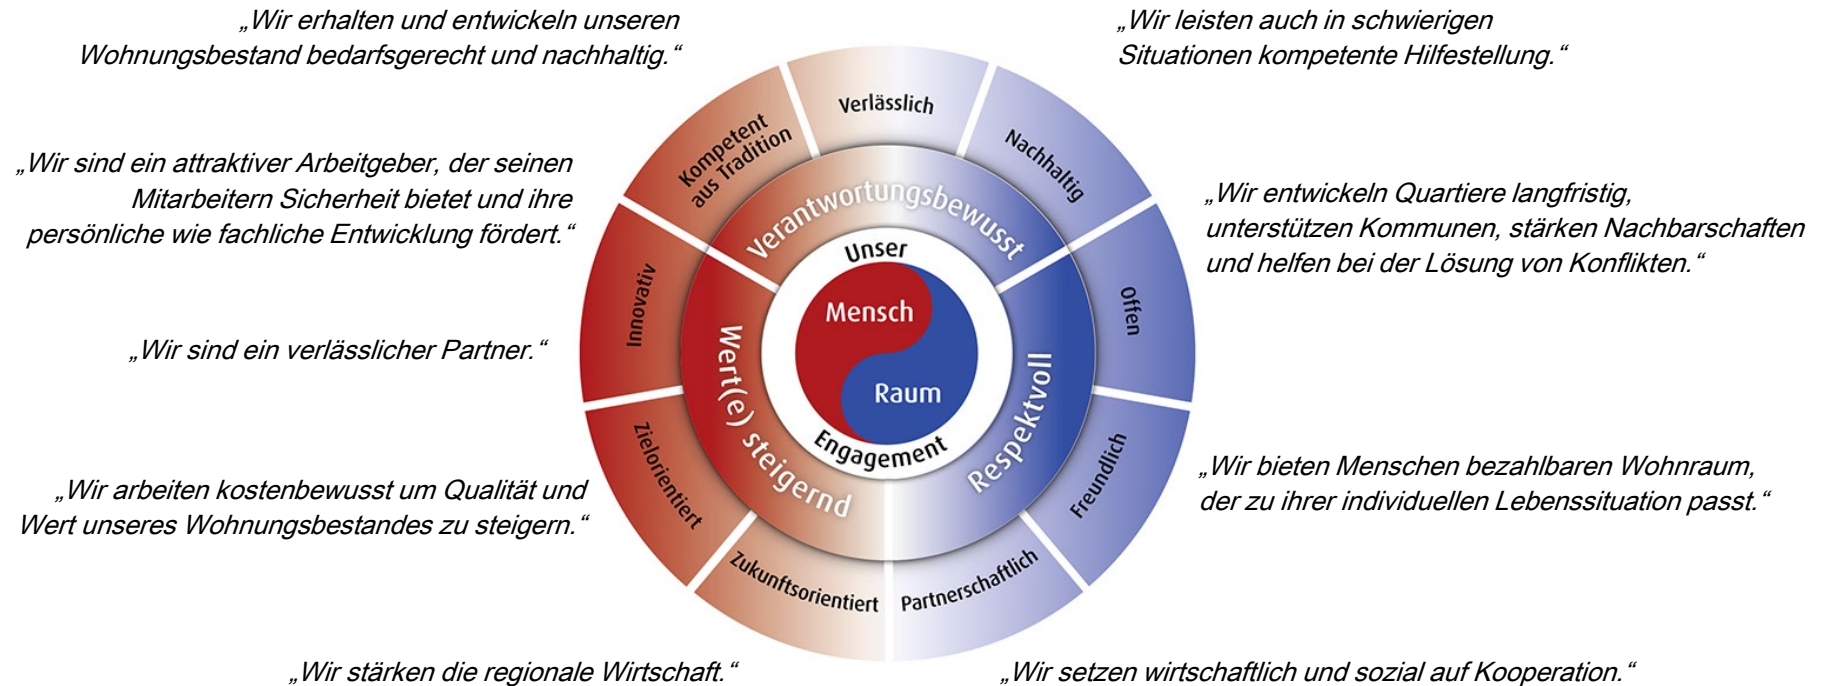 „Wir erhalten und entwickeln unseren
Wohnungsbestand bedarfsgerecht und nachhaltig.“
„Wir leisten auch in schwierigen
Situationen kompetente Hilfestellung.“
„Wir sind ein attraktiver Arbeitgeber, der seinen
Mitarbeitern Sicherheit bietet und ihre
persönliche wie fachliche Entwicklung fördert.“
„Wir entwickeln Quartiere langfristig,
unterstützen Kommunen, stärken Nachbarschaften
und helfen bei der Lösung von Konflikten.“
„Wir sind ein verlässlicher Partner.“
„Wir arbeiten kostenbewusst um Qualität und
Wert unseres Wohnungsbestandes zu steigern.“
„Wir bieten Menschen bezahlbaren Wohnraum,
der zu ihrer individuellen Lebenssituation passt.“
„Wir stärken die regionale Wirtschaft.“
„Wir setzen wirtschaftlich und sozial auf Kooperation.“
Kompetent
aus Tradition
Verlässlich
Nachhaltig
Offen
Freundlich
Partnerschaftlich
Zukunftsorientiert
Zielorientiert
Innovativ
Verantwortungsbewusst
Respektvoll
Wert(e) steigernd
Unser
Mensch
Raum
Engagement